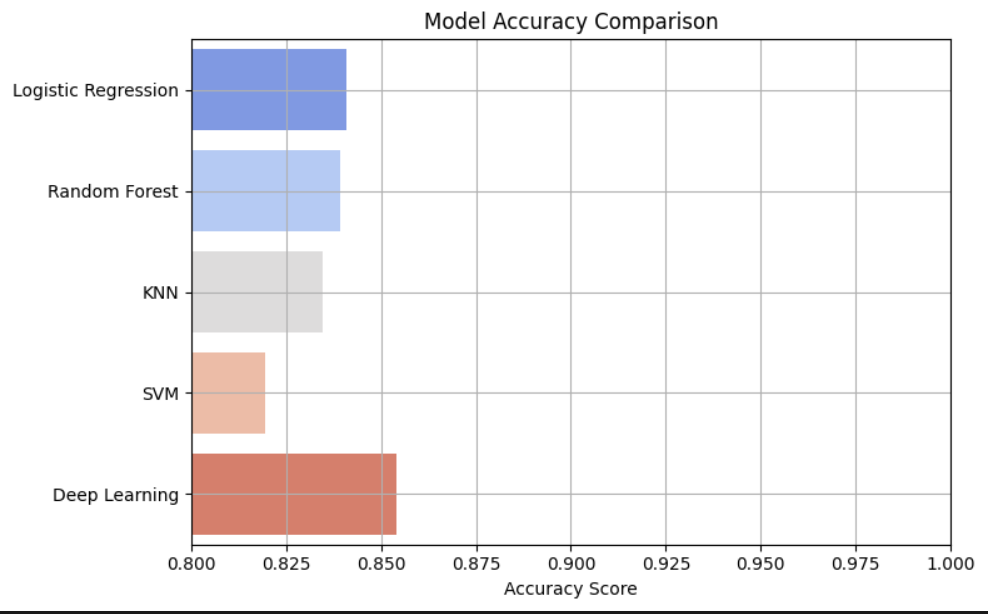 Model Accuracy Comparison
Logistic Regression
Random Forest
KNN
SVM
Deep Learning
0.800 0.825 0.850 0.875 0.900 0.925 0.950 0.975 1.000
Accuracy Score